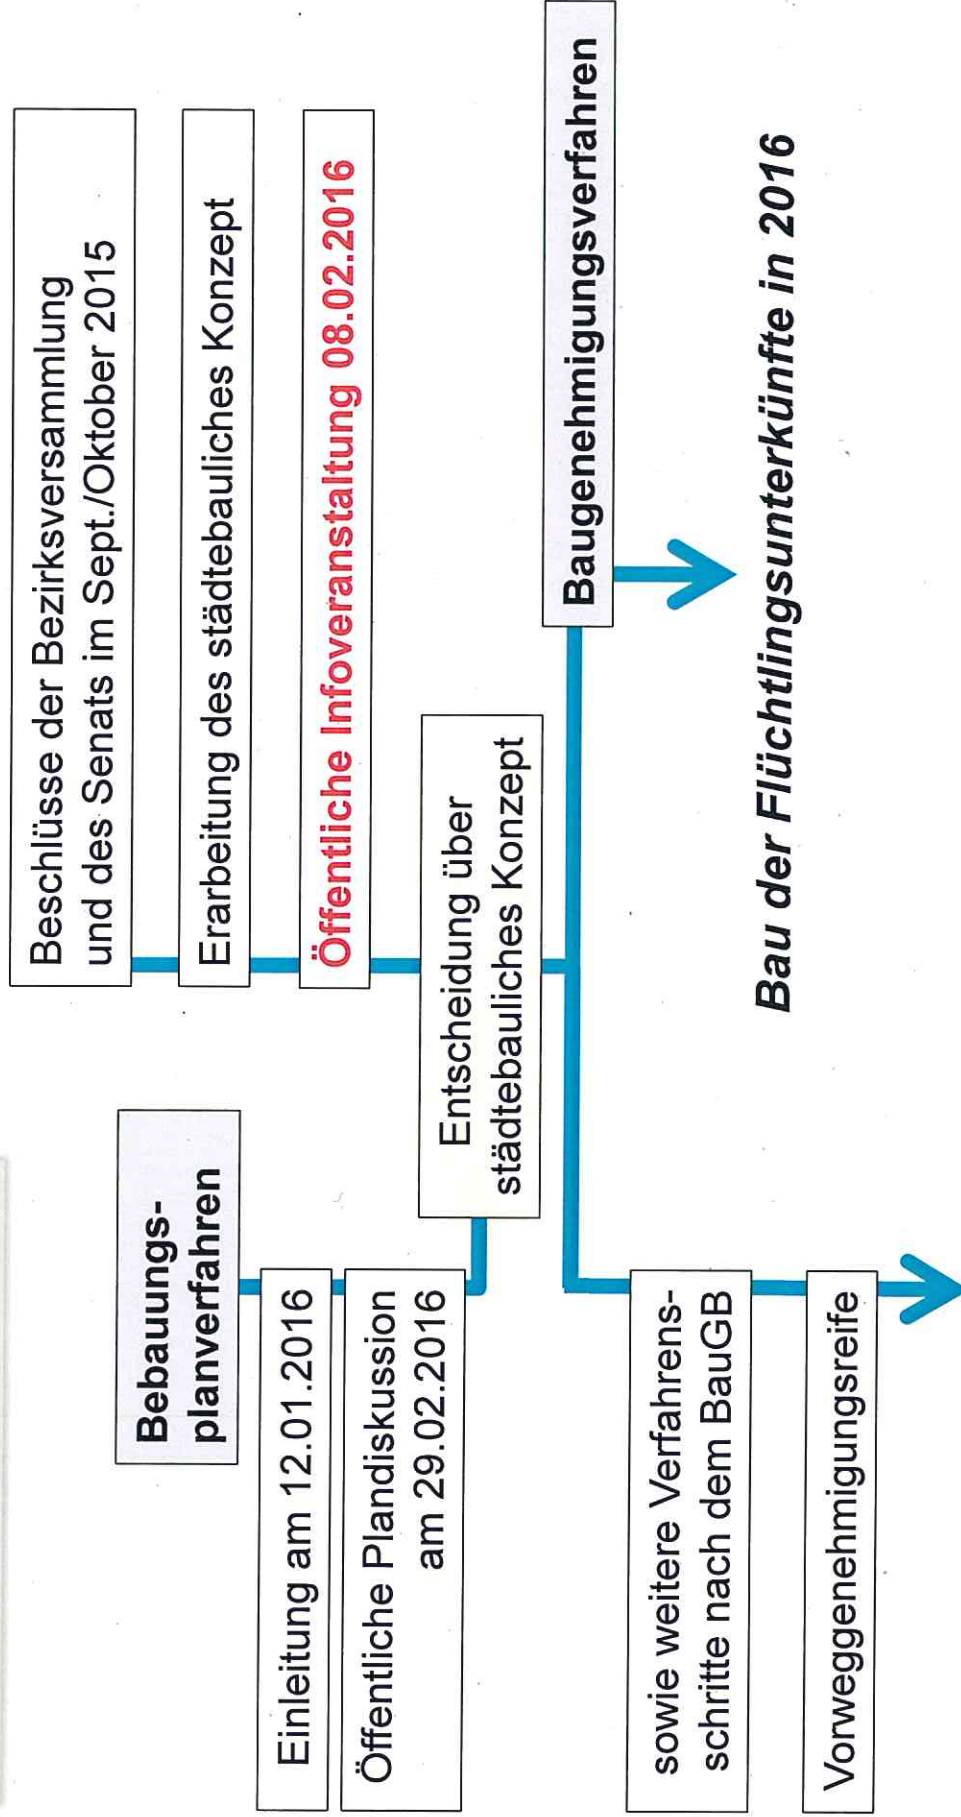 Beschlüsse der Bezirksversammlung
und des Senats im Sept./Oktober 2015
Erarbeitung des städtebauliches Konzept
Öffentliche Infoveranstaltung 08.02.2016
Bebauungs-
planverfahren
Einleitung am 12.01.2016
Öffentliche Plandiskussion
am 29.02.2016
Entscheidung über
städtebauliches Konzept
Baugenehmigungsverfahren
sowie weitere Verfahrens-
schritte nach dem BauGB
Vorweggenehmigungsreife
Bau der Flüchtlingsunterkünfte in 2016